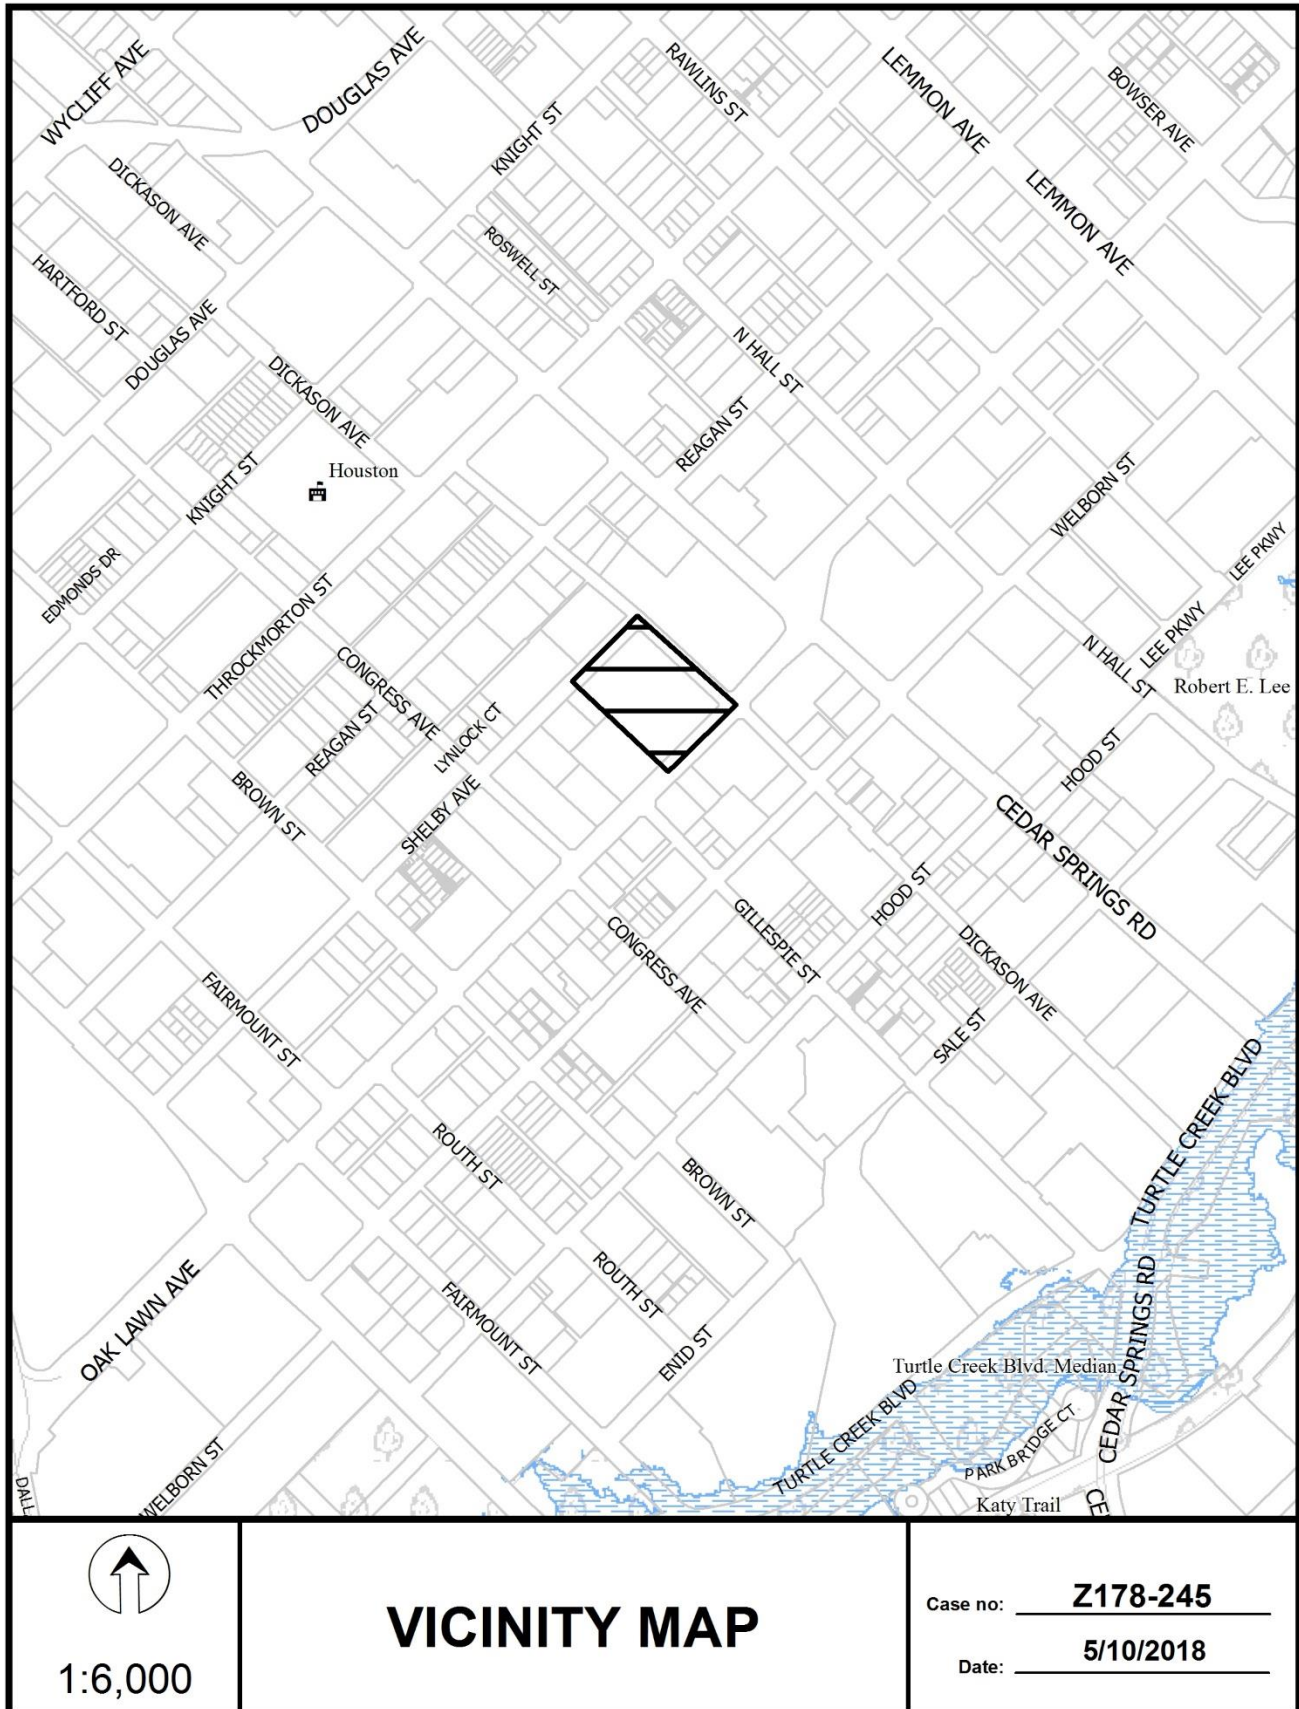 WYCLIFF AVE
DOUGLAS AVE
KNIGHT ST
RAWLINS ST
LEMMON AVE
BOWSER AVE
DICKASON AVE
LEMMON AVE
ROSWELL ST
HARTFORD ST
DOUGLAS AVE
DICKASON AVE
N HALL ST
REAGAN ST
Houston
KNIGHT ST
WELBORN ST
EDMONDS DR
LEE PKWY
THROCKMORTON ST
LEE PKWY
N HALL ST
Robert E. Lee
CONGRESS AVE
REAGAN ST
LYNLOCK CT
HOOD ST
BROWN ST
SHELBY AVE
CEDAR SPRINGS RD
HOOD ST
GILLESPIE ST
CONGRESS AVE
DICKASON AVE
FAIRMOUNT ST
SALE ST
TURTLE CREEK BLVD
ROUTH ST
BROWN ST
OAK LAWN AVE
ROUTH ST
FAIRMOUNT ST
ENID ST
CEDAR SPRINGS RD
Turtle Creek Blvd. Median
TURTLE CREEK BLVD
PARK BRIDGE CT
WELBORN ST
DALL
Katy Trail
CE
1:6,000
VICINITY MAP
Case no: Z178-245
Date: 5/10/2018